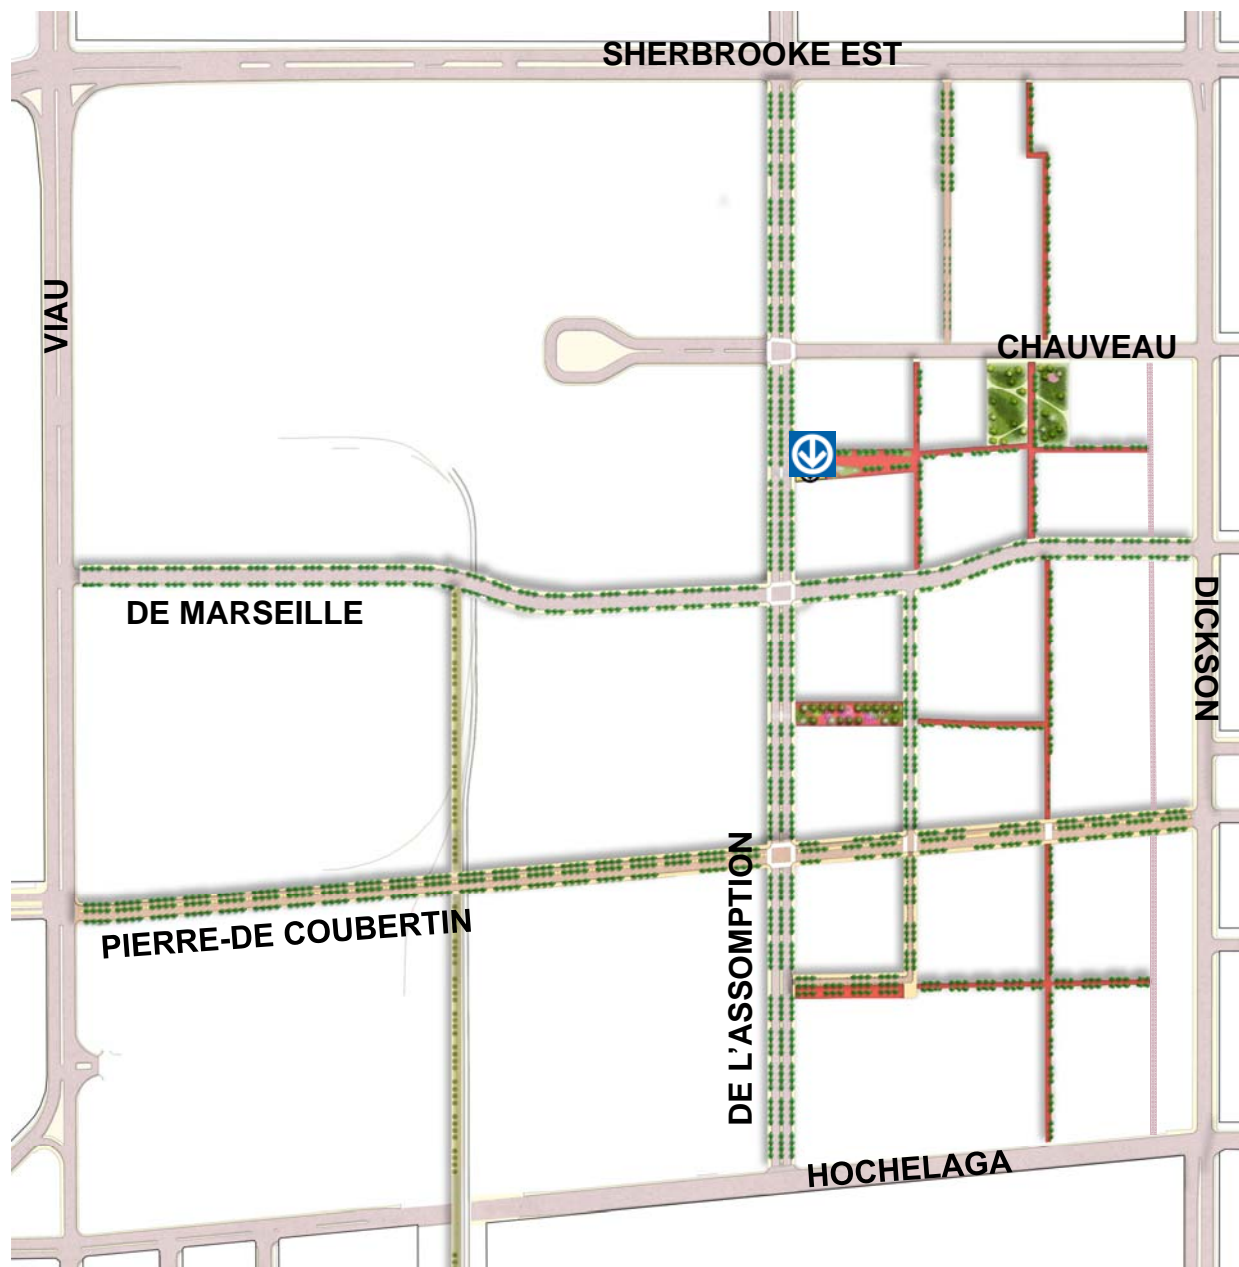 SHERBROOKE EST
VIAU
CHAUVEAU
DE MARSEILLE
DICKSON
PIERRE-DE COUBERTIN
DE L'ASSOMPTION
HOCHELAGA